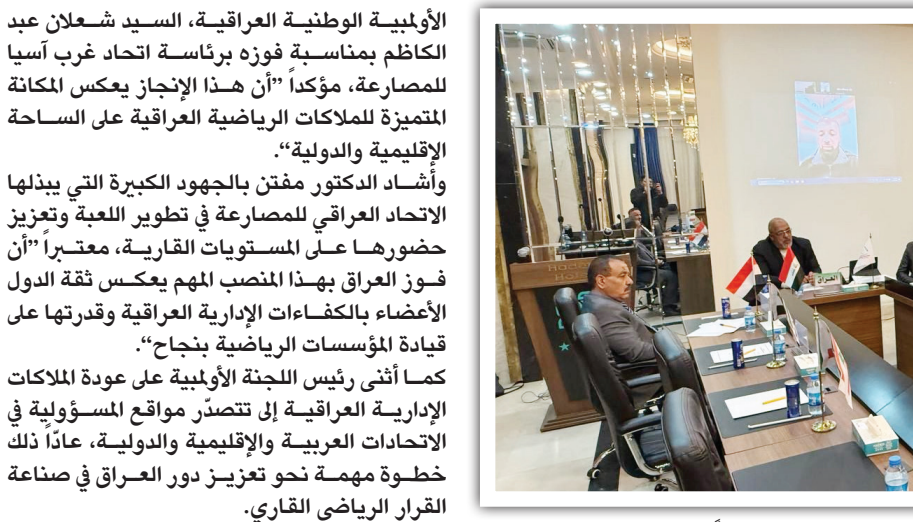 الأولمبية الوطنية العراقية، السيد شعلان عبد
الكاظم بمناسبة فوزه برئاسة اتحاد غرب آسيا
للمصارعة، مؤكداً ”أن هذا الإنجاز يعكس المكانة
المتميزة للملاكات الرياضية العراقية على الساحة
الإقليمية والدولية“.
وأشاد الدكتور مفتن بالجهود الكبيرة التي يبذلها
الاتحاد العراقي للمصارعة في تطوير اللعبة وتعزيز
حضورها على المستويات القارية، معتبراً ”أن
فوز العراق بهذا المنصب المهم يعكس ثقة الدول
الأعضاء بالكفاءات الإدارية العراقية وقدرتها على
قيادة المؤسسات الرياضية بنجاح“.
كما أثنى رئيس اللجنة الأولمبية على عودة الملاكات
الإدارية العراقية إلى تتصدّر مواقع المسؤولية في
الاتحادات العربية والإقليمية والدولية، عادّاً ذلك
خطوة مهمة نحو تعزيز دور العراق في صناعة
القرار الرياضي القاري.